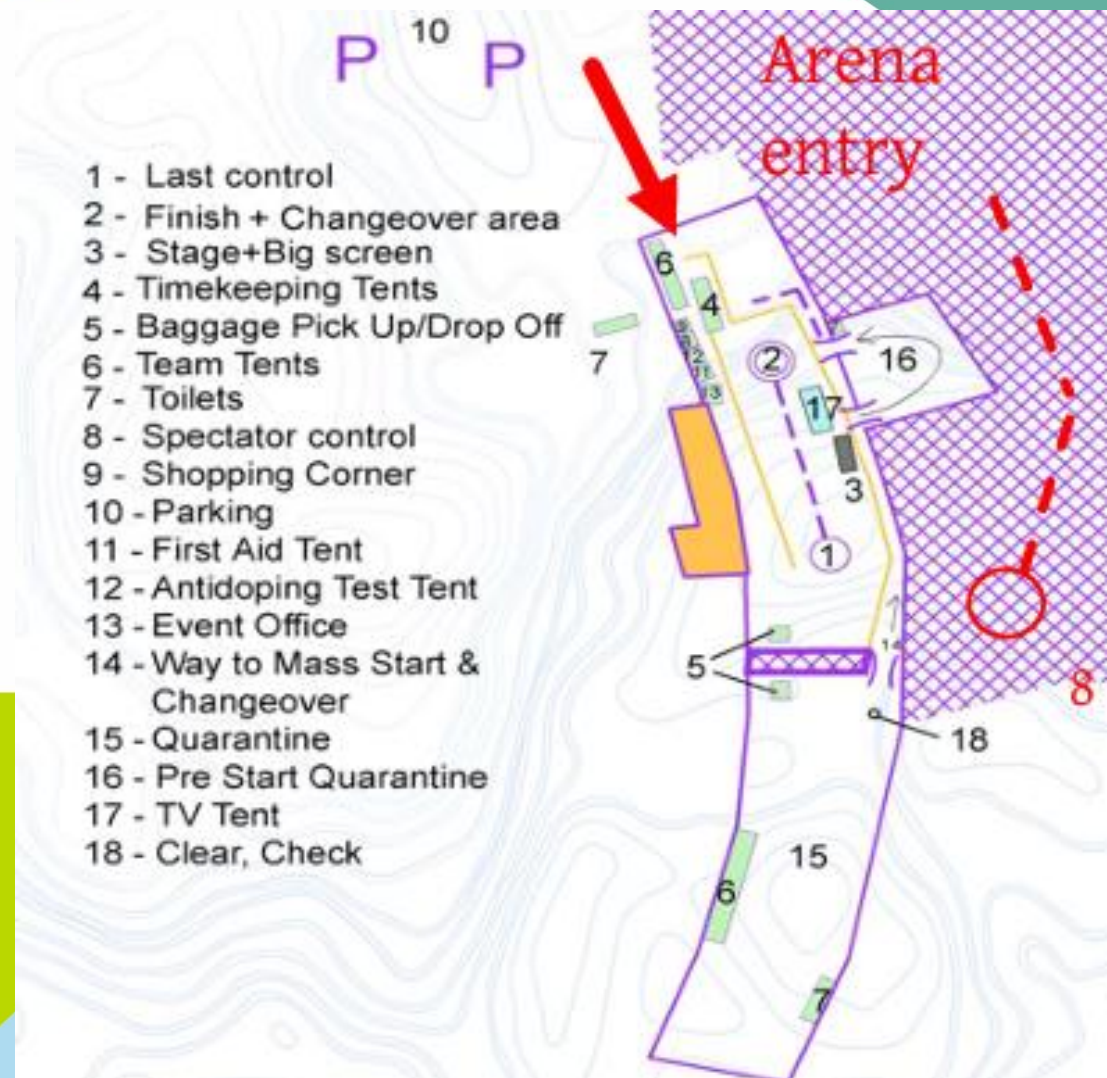 10
P P
Arena
entry
1 - Last control
2 - Finish + Changeover area
3 - Stage+Big screen
4 - Timekeeping Tents
5 - Baggage Pick Up/Drop Off
6 - Team Tents
7 - Toilets
8 - Spectator control
9 - Shopping Corner
10 - Parking
11 - First Aid Tent
12 - Antidoping Test Tent
13 - Event Office
14 - Way to Mass Start &
Changeover
15 - Quarantine
16 - Pre Start Quarantine
17 - TV Tent
18 - Clear, Check
6
4
7
2
16
13
17
3
1
14
5
8
18
15
6
7